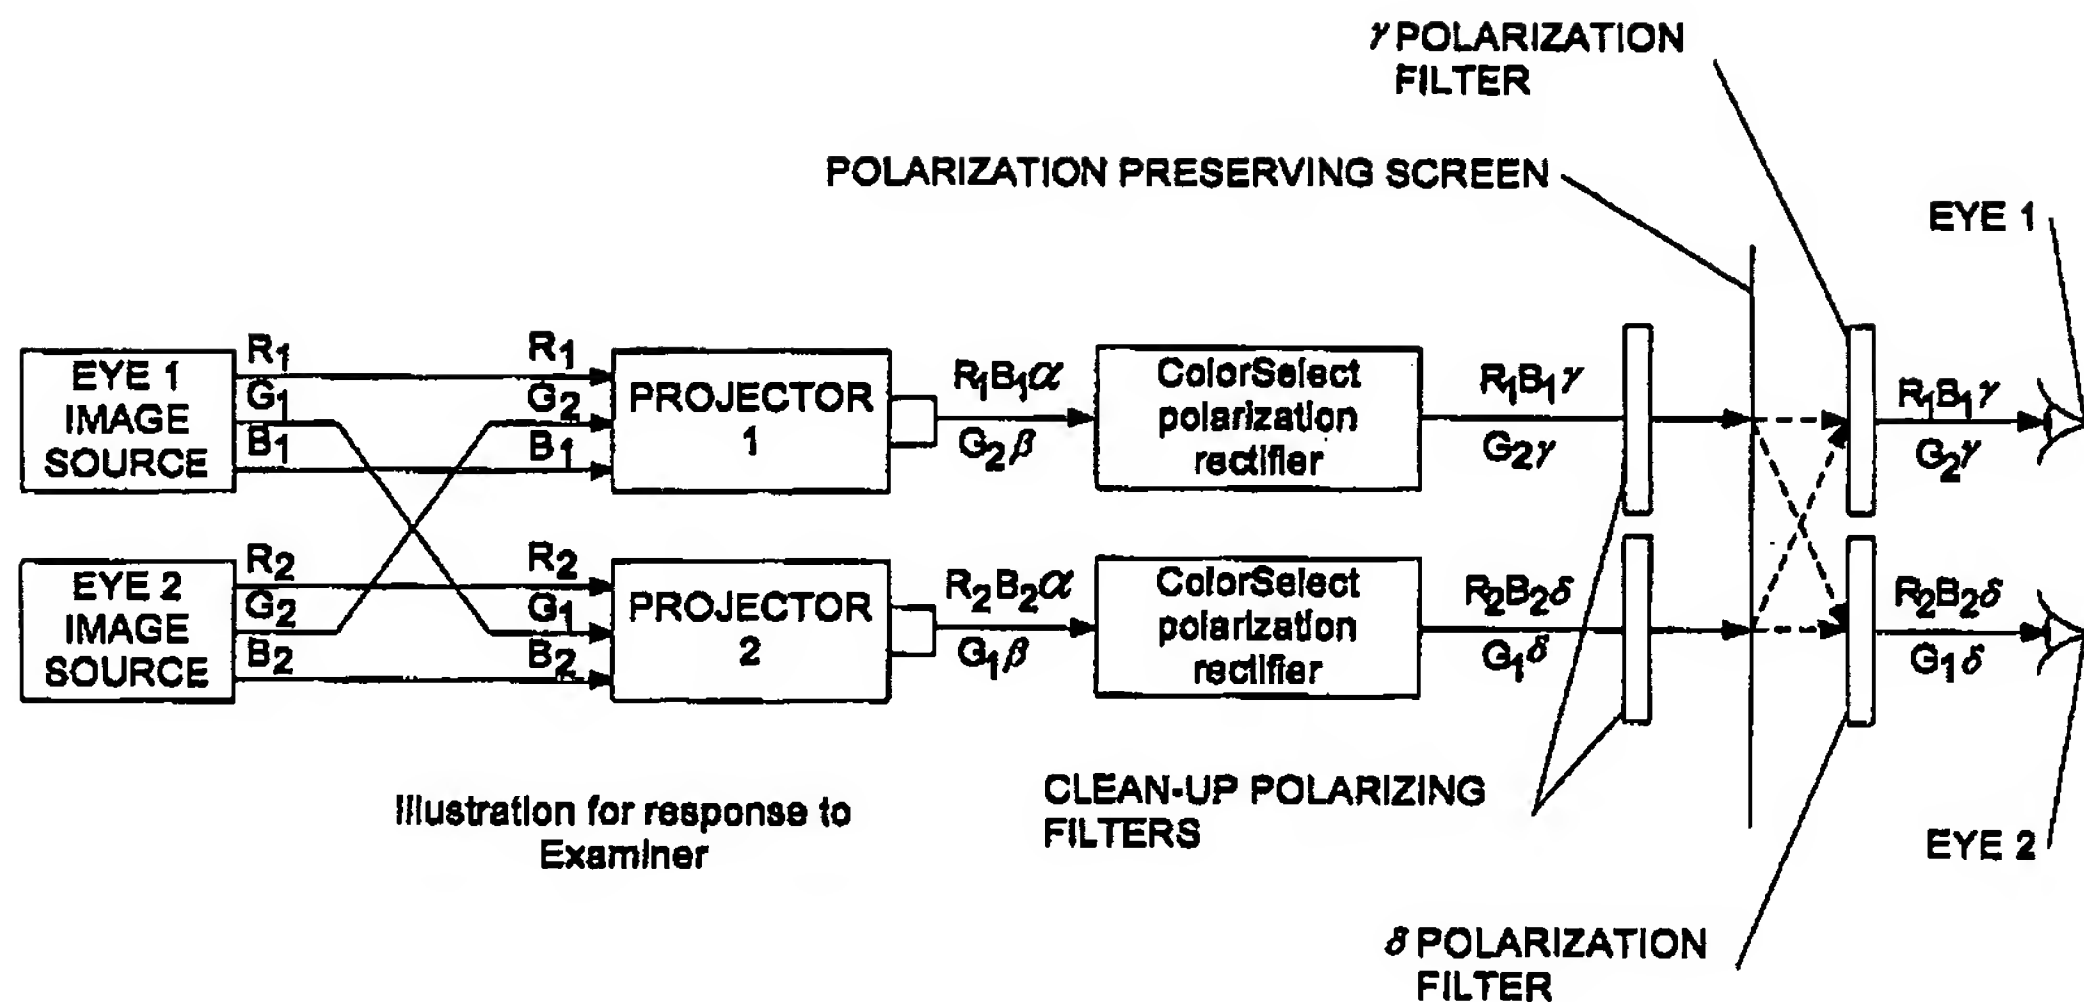 γ POLARIZATION
FILTER
POLARIZATION PRESERVING SCREEN
EYE 1
EYE 1
IMAGE
SOURCE
R1
G1
B1
R1
G2
B1
PROJECTOR
1
R1B1α
G2β
ColorSelect
polarization
rectifier
R1B1γ
G2γ
R1B1γ
G2γ
EYE 2
IMAGE
SOURCE
R2
G2
B2
R2
G1
B2
PROJECTOR
2
R2B2α
G1β
ColorSelect
polarization
rectifier
R2B2δ
G1δ
R2B2δ
G1δ
Illustration for response to
Examiner
CLEAN-UP POLARIZING
FILTERS
EYE 2
δ POLARIZATION
FILTER